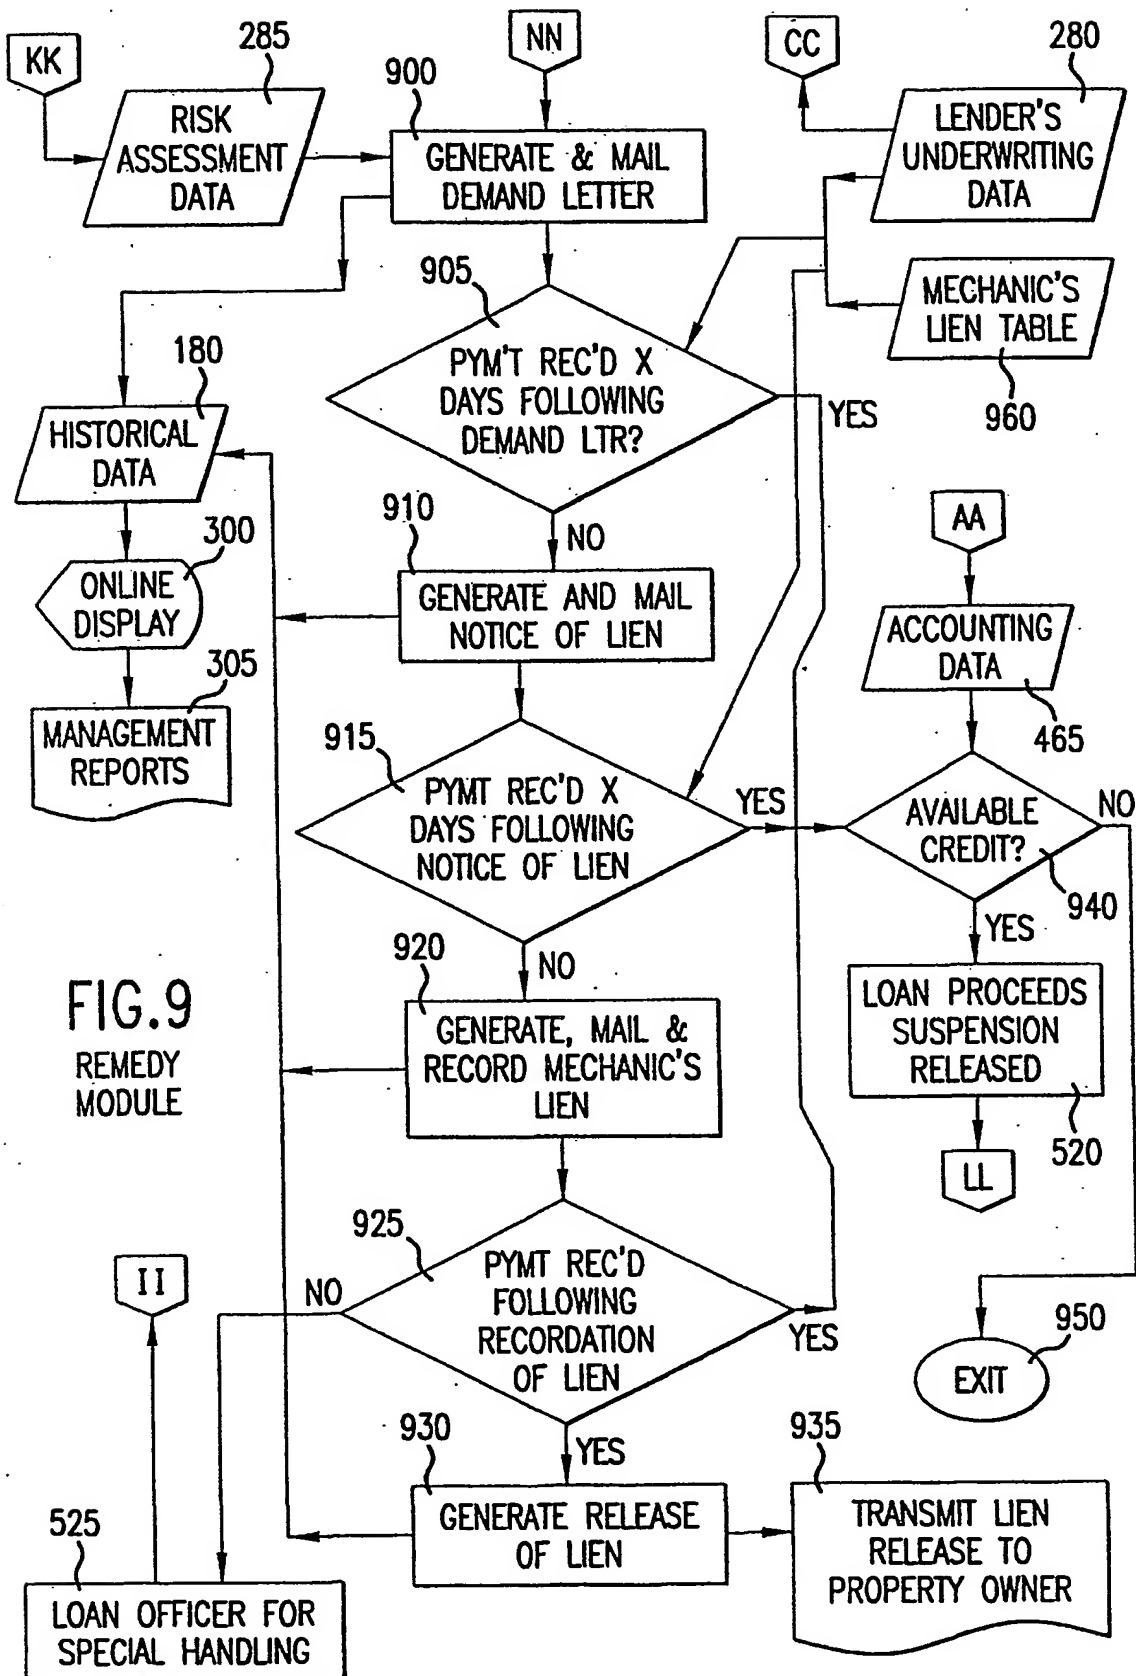 KK
285
NN
CC
280
900
RISK
ASSESSMENT
DATA
GENERATE & MAIL
DEMAND LETTER
LENDER'S
UNDERWRITING
DATA
905
MECHANIC'S
LIEN TABLE
960
180
PYM'T REC'D X
DAYS FOLLOWING
DEMAND LTR?
YES
HISTORICAL
DATA
910
NO
AA
300
ONLINE
DISPLAY
GENERATE AND MAIL
NOTICE OF LIEN
ACCOUNTING
DATA
465
305
MANAGEMENT
REPORTS
915
PYMT REC'D X
DAYS FOLLOWING
NOTICE OF LIEN
YES
AVAILABLE
CREDIT?
NO
940
YES
920
NO
FIG.9
REMEDY
MODULE
GENERATE, MAIL &
RECORD MECHANIC'S
LIEN
LOAN PROCEEDS
SUSPENSION
RELEASED
520
LL
925
II
NO
PYMT REC'D
FOLLOWING
RECORDATION
OF LIEN
YES
950
EXIT
930
YES
935
GENERATE RELEASE
OF LIEN
TRANSMIT LIEN
RELEASE TO
PROPERTY OWNER
525
LOAN OFFICER FOR
SPECIAL HANDLING